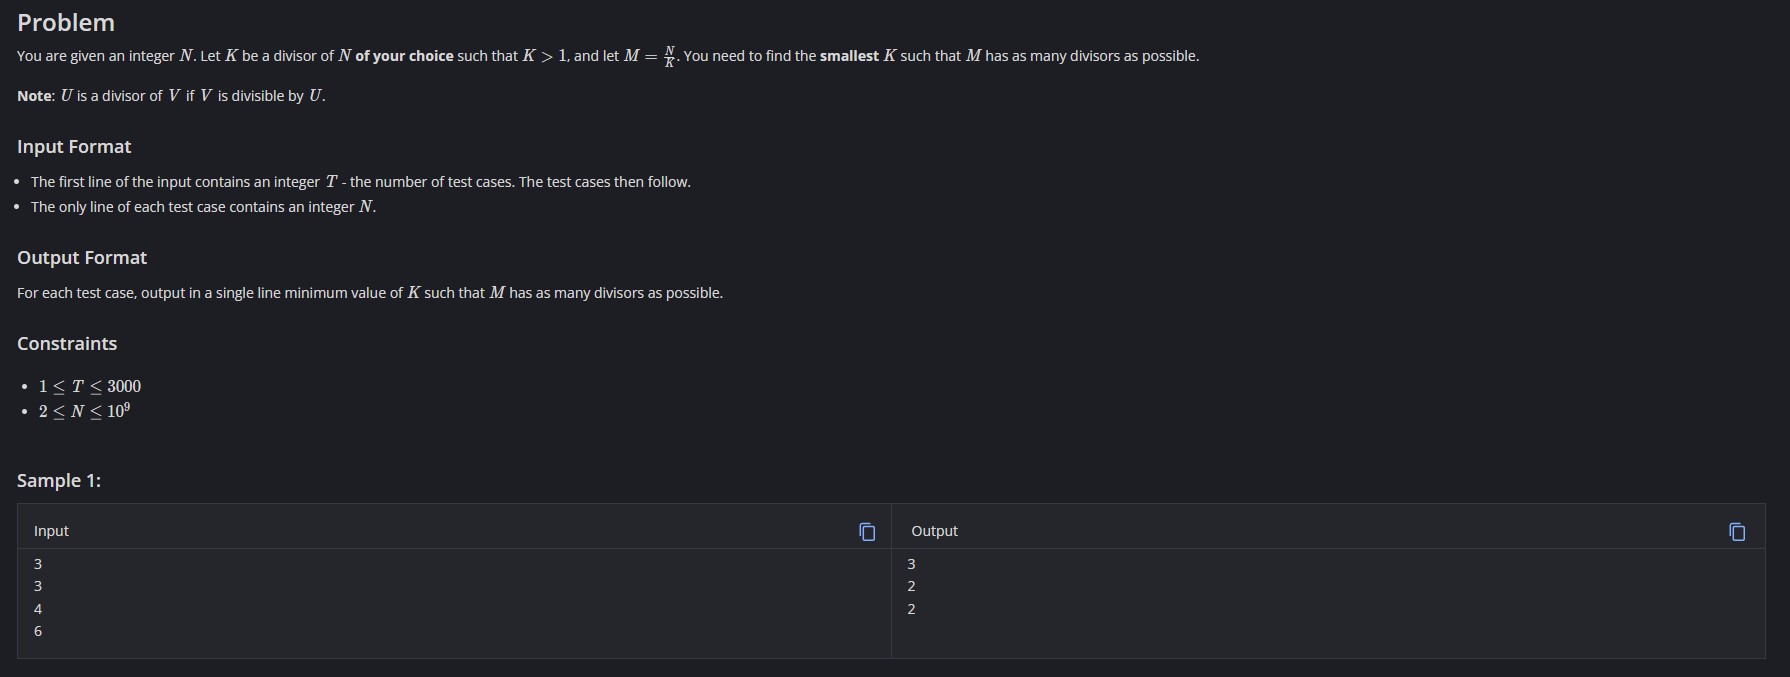 Problem
You are given an integer N. Let K be a divisor of N of your choice such that K > 1, and let M = N/K. You need to find the smallest K such that M has as many divisors as possible.
Note: U is a divisor of V if V is divisible by U.
Input Format
• The first line of the input contains an integer T - the number of test cases. The test cases then follow.
• The only line of each test case contains an integer N.
Output Format
For each test case, output in a single line minimum value of K such that M has as many divisors as possible.
Constraints
• 1 ≤ T ≤ 3000
• 2 ≤ N ≤ 10⁹
Sample 1:
Input
Output
3
3
4
6
3
2
2